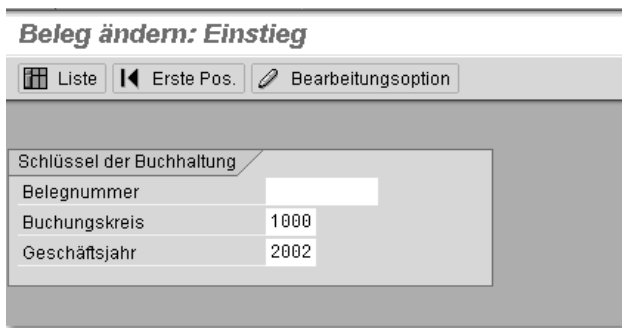 Beleg ändern: Einstieg
Liste Erste Pos. Bearbeitungsoption
Schlüssel der Buchhaltung
Belegnummer
Buchungskreis 1000
Geschäftsjahr 2002